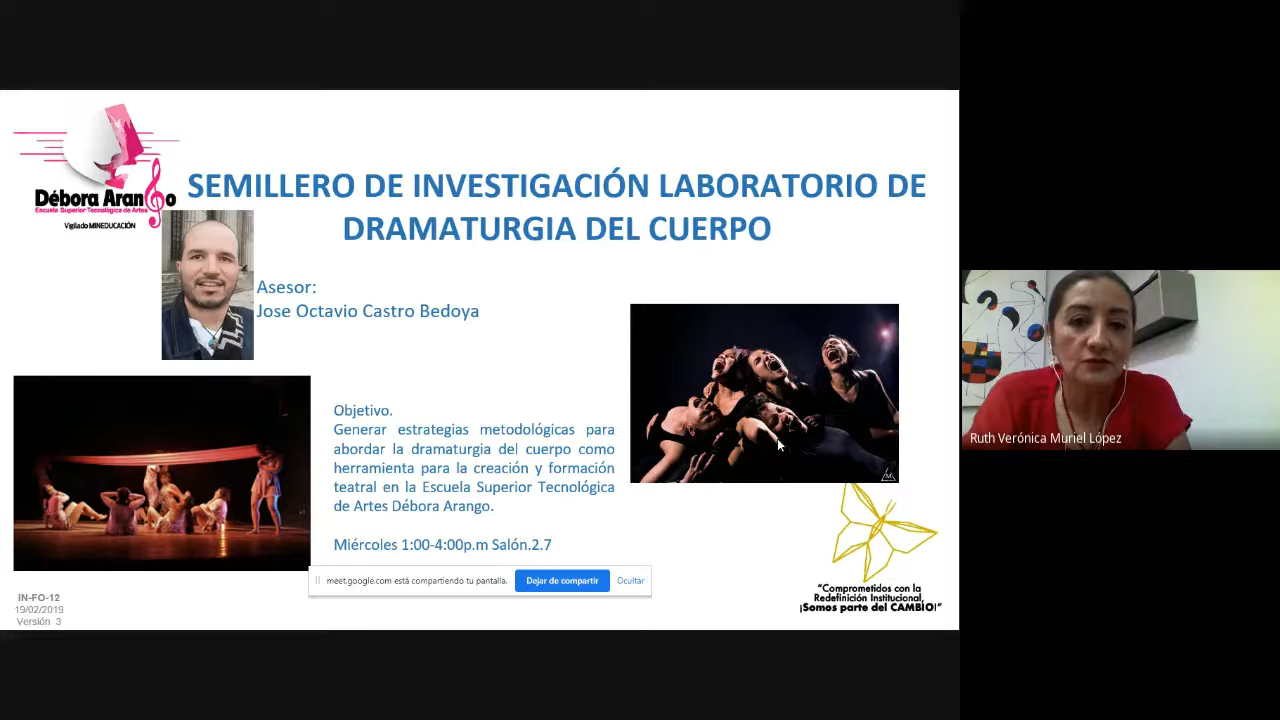 Débora Arango
Escuela Superior Tecnológica de Artes
Vigilado MINEDUCACIÓN
SEMILLERO DE INVESTIGACIÓN LABORATORIO DE
DRAMATURGIA DEL CUERPO
Asesor:
Jose Octavio Castro Bedoya
Objetivo.
Generar estrategias metodológicas para
abordar la dramaturgia del cuerpo como
herramienta para la creación y formación
teatral en la Escuela Superior Tecnológica
de Artes Débora Arango.
Miércoles 1:00-4:00p.m Salón.2.7
meet.google.com está compartiendo tu pantalla.
Dejar de compartir
Ocultar
IN-FO-12
19/02/2019
Versión 3
“Comprometidos con la
Redefinición Institucional,
¡Somos parte del CAMBIO!”
Ruth Verónica Muriel López